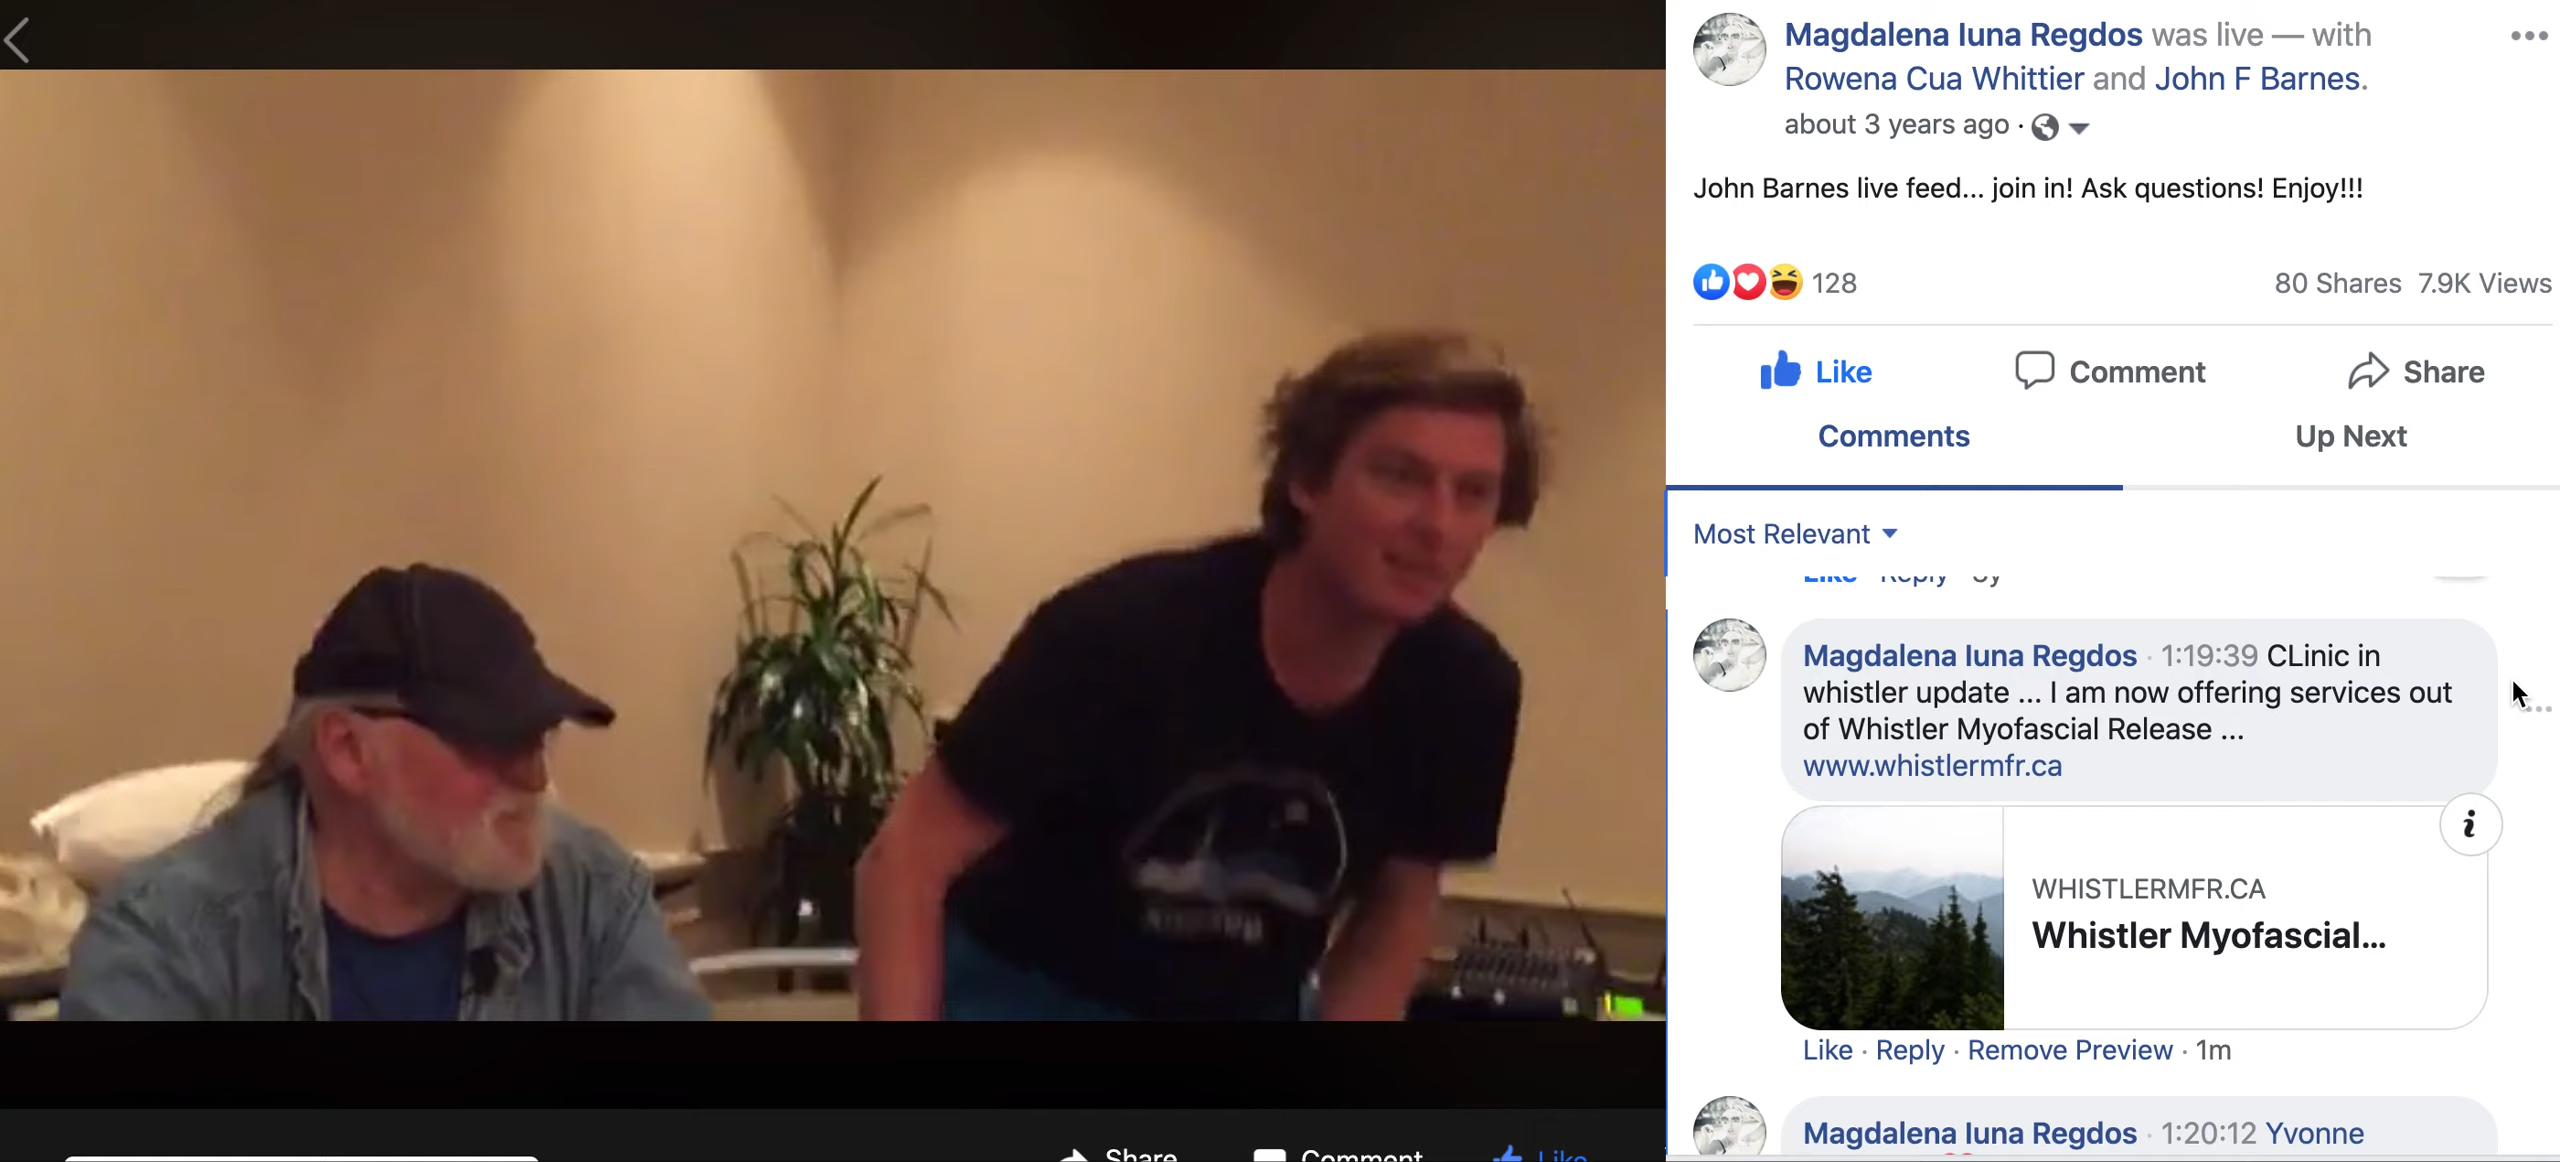 Magdalena Iuna Regdos was live — with
Rowena Cua Whittier and John F Barnes.
about 3 years ago ·
John Barnes live feed... join in! Ask questions! Enjoy!!!
128
80 Shares 7.9K Views
Like
Comment
Share
Comments
Up Next
Most Relevant
Like · Reply · 3y
Magdalena Iuna Regdos · 1:19:39 CLinic in
whistler update ... I am now offering services out
of Whistler Myofascial Release ...
www.whistlermfr.ca
i
WHISTLERMFR.CA
Whistler Myofascial...
Like · Reply · Remove Preview · 1m
Magdalena Iuna Regdos · 1:20:12 Yvonne
Share
Comment
Like